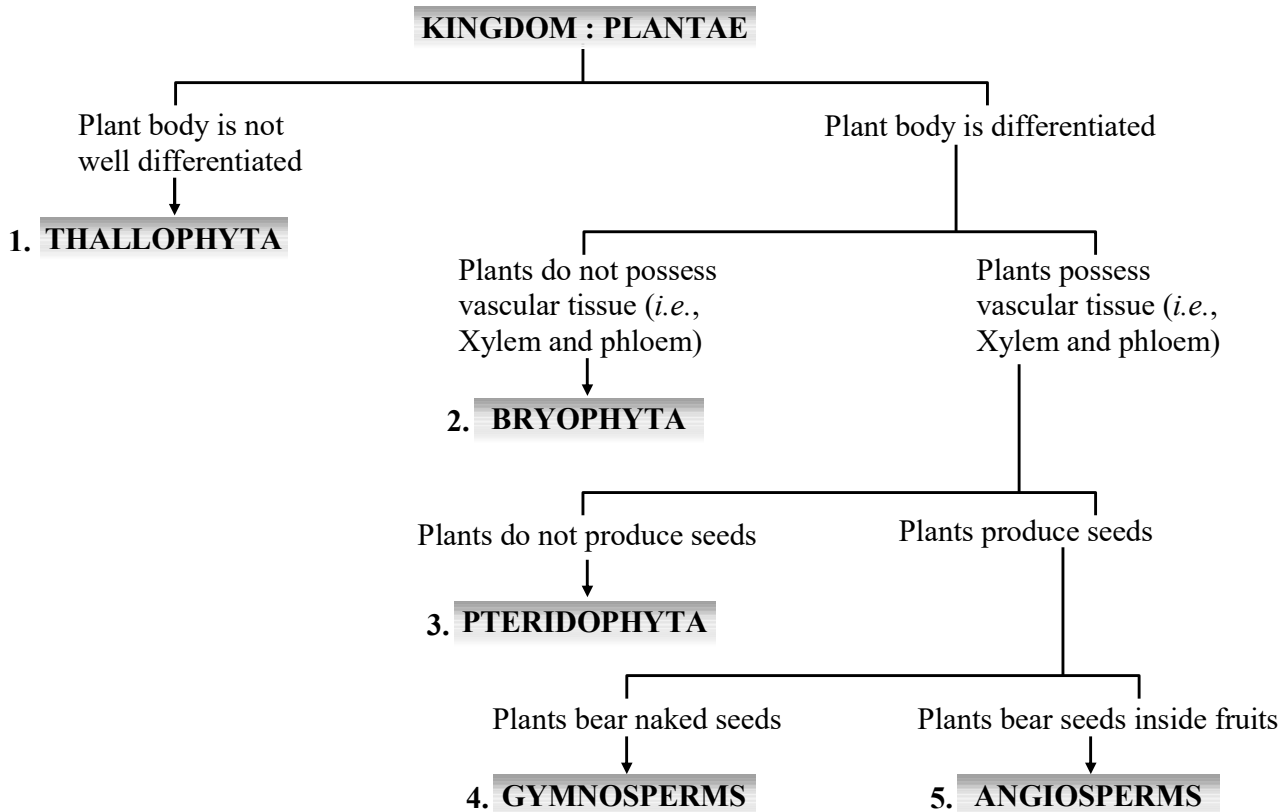 KINGDOM : PLANTAE
Plant body is not
well differentiated
1. THALLOPHYTA
Plant body is differentiated
Plants do not possess
vascular tissue (i.e.,
Xylem and phloem)
2. BRYOPHYTA
Plants possess
vascular tissue (i.e.,
Xylem and phloem)
Plants do not produce seeds
3. PTERIDOPHYTA
Plants produce seeds
Plants bear naked seeds
4. GYMNOSPERMS
Plants bear seeds inside fruits
5. ANGIOSPERMS